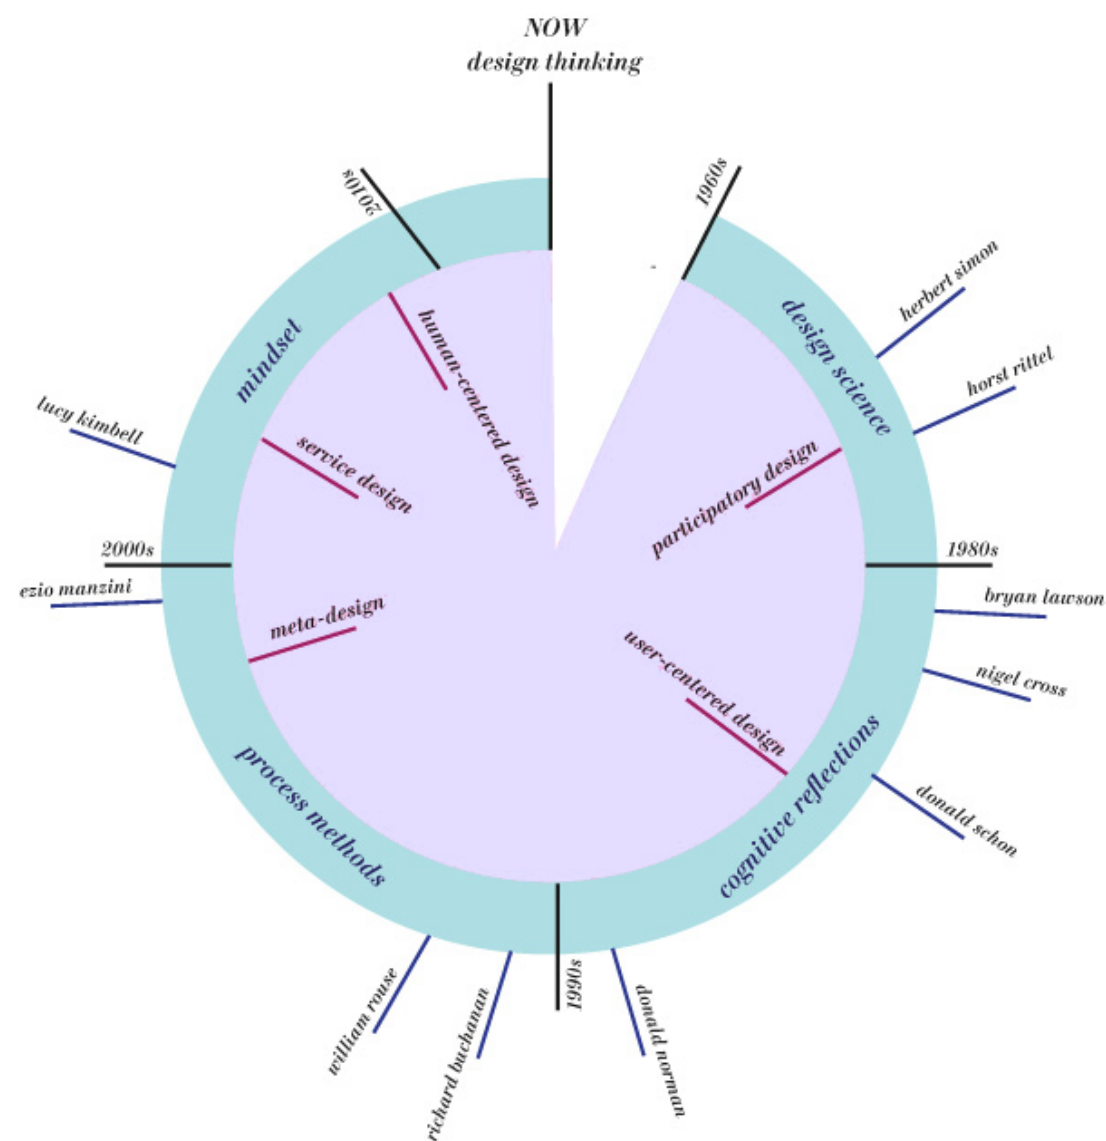 NOW
design thinking
1960s
herbert simon
design science
horst rittel
participatory design
1980s
bryan lawson
nigel cross
user-centered design
donald schon
cognitive reflections
donald norman
1990s
richard buchanan
william rouse
process methods
meta-design
ezio manzini
2000s
lucy kimbell
service design
mindset
human-centered design
2010s